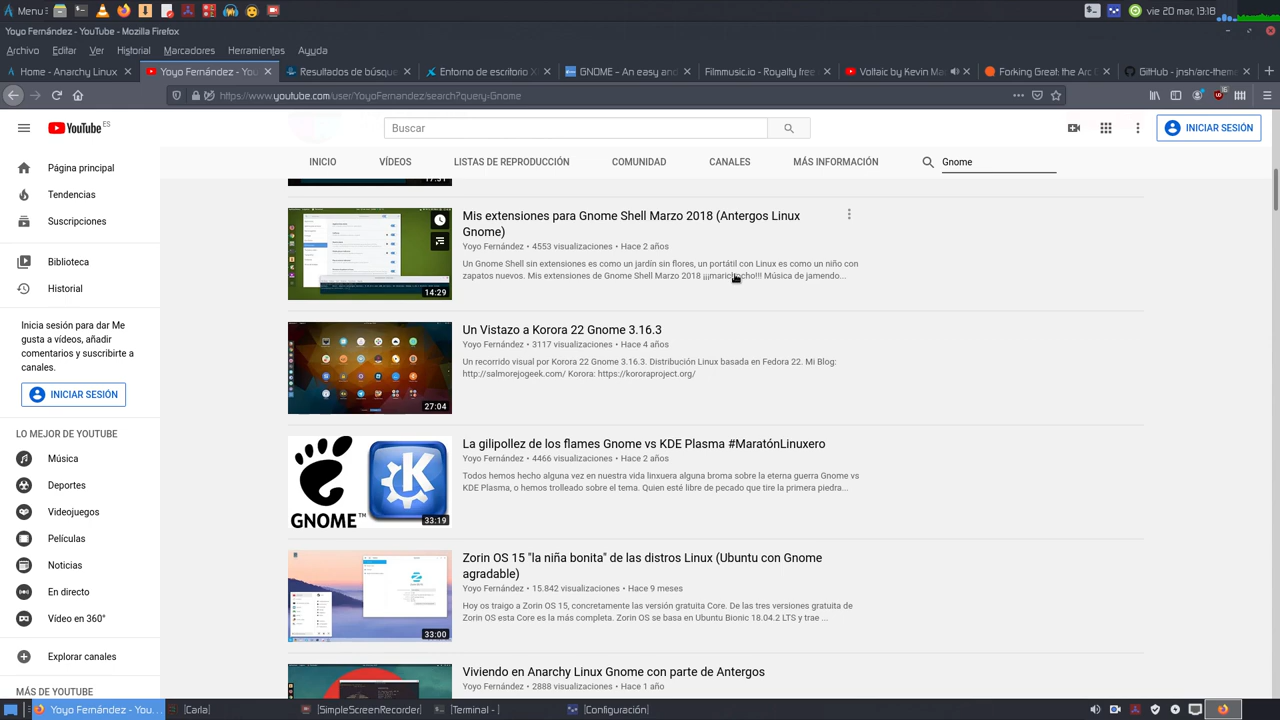 Menú
vie 20 mar, 18:0
Yoyo Fernández - YouTube - Mozilla Firefox
Archivo Editar Ver Historial Marcadores Herramientas Ayuda
Home - Anarchy Linux
Yoyo Fernández - YouT
Resultados de búsque
Entorno de escritorio X
GNOME – An easy and
Filmmusic.io - Royalty free
Voltaic by Kevin Ma
Forking Great: the Arc D
GitHub - jnsh/arc-theme
https://www.youtube.com/user/YoyoFernandez/search?query=Gnome
YouTube ES
Buscar
INICIAR SESIÓN
INICIO VÍDEOS LISTAS DE REPRODUCCIÓN COMUNIDAD CANALES MÁS INFORMACIÓN Gnome
Página principal
Tendencias
Suscripciones
Biblioteca
Historial
Inicia sesión para dar Me
gusta a vídeos, añadir
comentarios y suscribirte a
canales.
INICIAR SESIÓN
LO MEJOR DE YOUTUBE
Música
Deportes
Videojuegos
Películas
Noticias
En directo
Vídeo en 360°
Explorar canales
MÁS DE YOUTUBE
Mis extensiones para Gnome Shell Marzo 2018 (Antergos Linux
Gnome)
Yoyo Fernández • 4553 visualizaciones • Hace 2 años
Un Gnome Shell sin extensiones es como un jardín sin flores, un portátil con Linux es como un niño con
zapatos nuevos. Mis extensiones de Gnome Shell Marzo 2018 Música de jamendo...
14:29
Un Vistazo a Korora 22 Gnome 3.16.3
Yoyo Fernández • 3117 visualizaciones • Hace 4 años
Un recorrido visual por Korora 22 Gnome 3.16.3. Distribución Linux basada en Fedora 22. Mi Blog:
http://salmorejogeek.com/ Korora: https://kororaproject.org/
27:04
La gilipollez de los flames Gnome vs KDE Plasma #MaratónLinuxero
Yoyo Fernández • 4466 visualizaciones • Hace 2 años
Todos hemos hecho alguna vez en nuestra vida linxuera alguna broma sobre la eterna guerra Gnome vs
KDE Plasma, o hemos trolleado sobre el tema. Quien esté libre de pecado que tire la primera piedra...
GNOME™
33:19
Zorin OS 15 "la niña bonita" de las distros Linux (Ubuntu con Gnome
agradable)
Yoyo Fernández • 15.842 visualizaciones • Hace 9 meses
Hoy os traigo a Zorin OS 15, concretamente las versión gratuita Core. De las tres versiones gratuita de
Zorin OS esta Core es la más completa. Zorin OS se basa en Ubuntu Bionic 18.04.2 LTS y trae ...
33:00
Viviendo en Anarchy Linux Gnome con parte de Antergos
Yoyo Fernández • 2888 visualizaciones • Hace 1 año
Yoyo Fernández - YouTub... [Carla] [SimpleScreenRecorder] [Terminal - ] [Configuración]